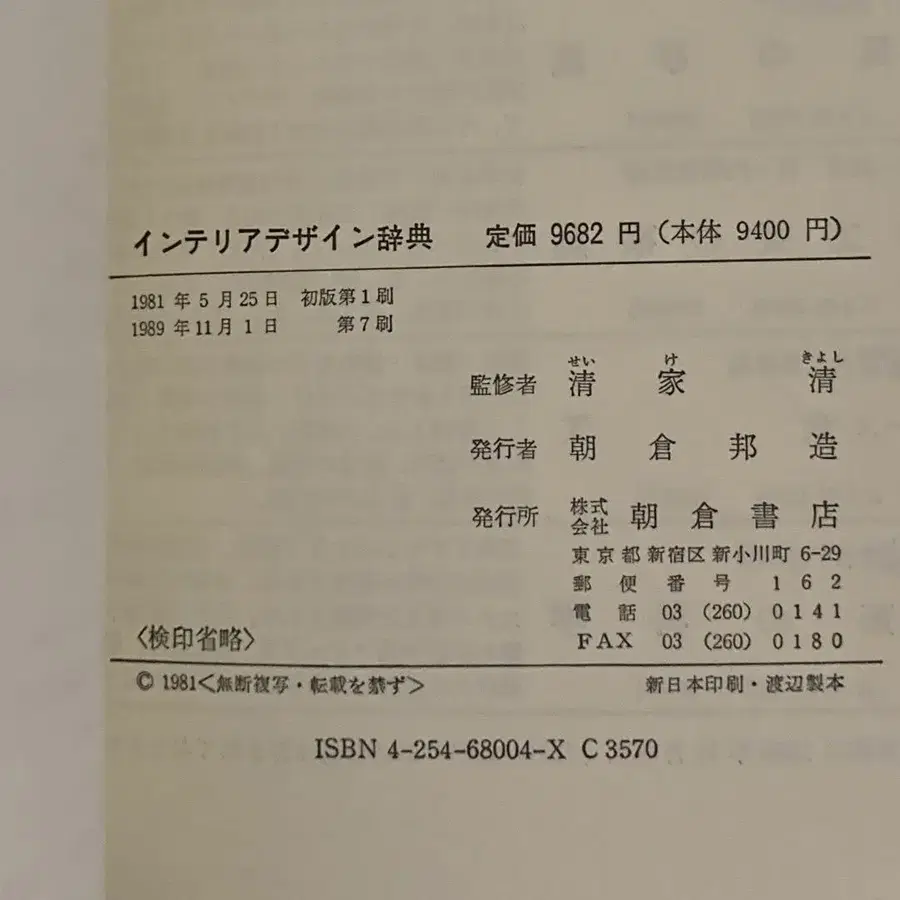 インテリアデザイン辞典 定価 9682 円(本体 9400 円)
1981 年 5 月 25 日 初版第 1 刷
1989 年 11 月 1 日 第 7 刷
せい け きよし
監修者 清 家 清
発行者 朝 倉 邦 造
発行所 株式会社 朝 倉 書 店
東京都新宿区新小川町 6-29
郵 便 番 号 1 6 2
電 話 03 (260) 0 1 4 1
FAX 03 (260) 0 1 8 0
〈検印省略〉
© 1981<無断複写・転載を禁ず> 新日本印刷・渡辺製本
ISBN 4-254-68004-X C 3570